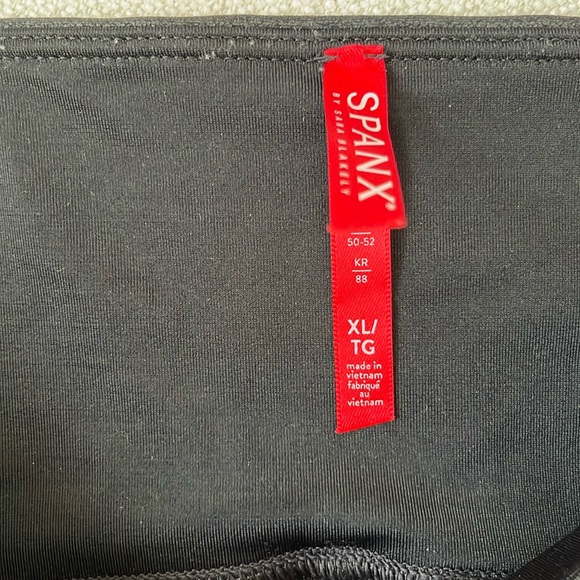 SPANX®
BY SARA BLAKELY
50-52
KR
88
XL/
TG
made in
vietnam
fabriqué
au
vietnam